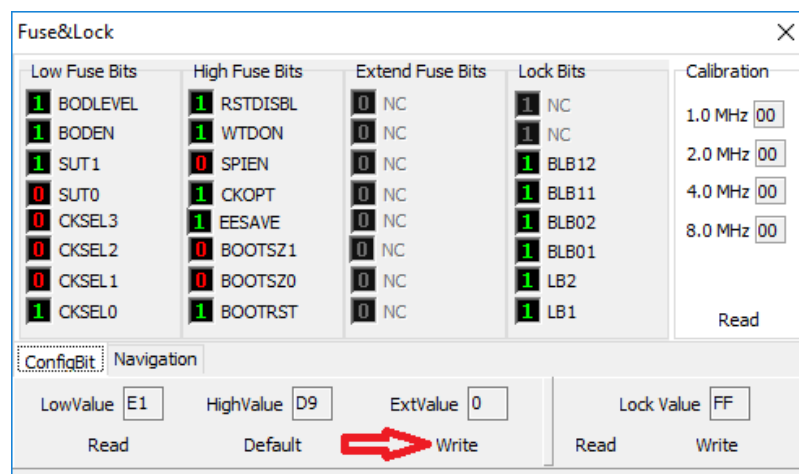 Fuse&Lock
Low Fuse Bits High Fuse Bits Extend Fuse Bits Lock Bits Calibration
1 BODLEVEL 1 RSTDISBL 0 NC 1 NC
1.0 MHz 00
1 BODEN 1 WTDON 0 NC 1 NC
2.0 MHz 00
1 SUT1 0 SPIEN 0 NC 1 BLB12
0 SUT0 1 CKOPT 0 NC 1 BLB11
4.0 MHz 00
0 CKSEL3 1 EESAVE 0 NC 1 BLB02
8.0 MHz 00
0 CKSEL2 0 BOOTSZ1 0 NC 1 BLB01
0 CKSEL1 0 BOOTSZ0 0 NC 1 LB2
1 CKSEL0 1 BOOTRST 0 NC 1 LB1
Read
ConfigBit Navigation
LowValue E1 HighValue D9 ExtValue 0 Lock Value FF
Read Default Write Read Write